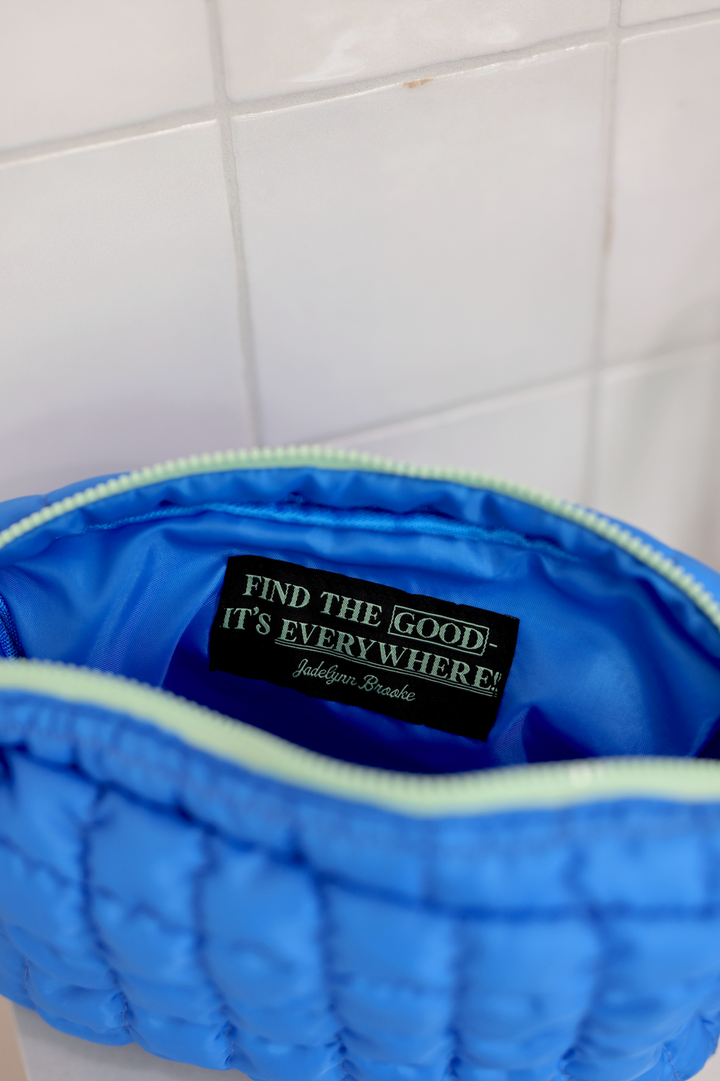 FIND THE GOOD-
IT'S EVERYWHERE!
Jadelynn Brooke